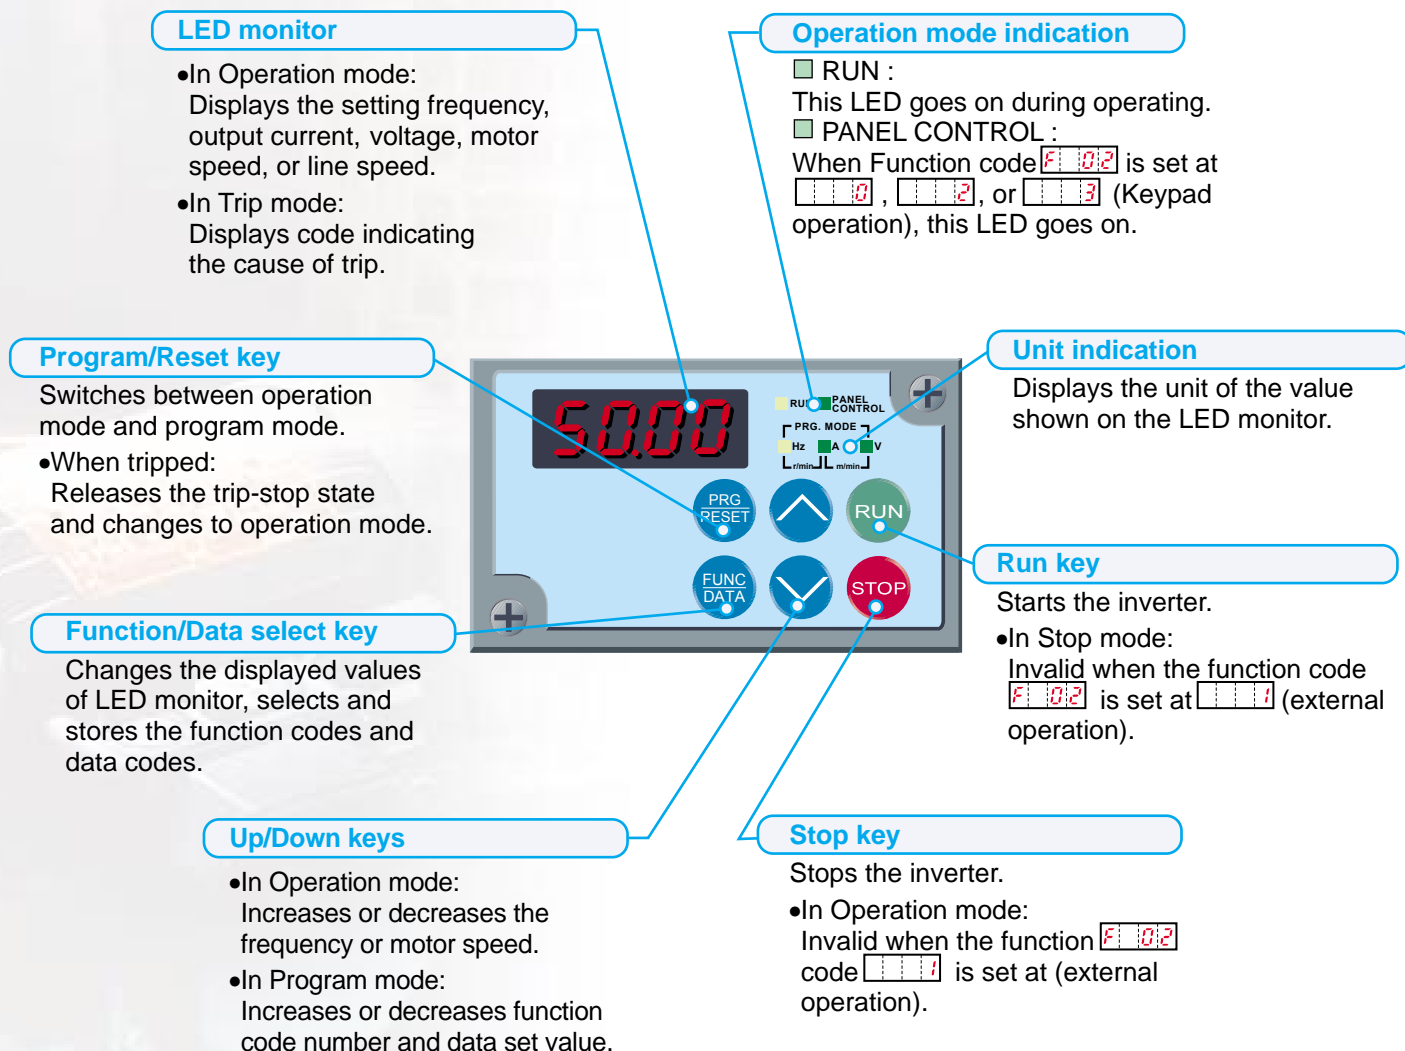 LED monitor
•In Operation mode:
Displays the setting frequency,
output current, voltage, motor
speed, or line speed.
•In Trip mode:
Displays code indicating
the cause of trip.
Operation mode indication
RUN :
This LED goes on during operating.
PANEL CONTROL :
When Function code F 02 is set at
0 , 2, or 3 (Keypad
operation), this LED goes on.
Program/Reset key
Switches between operation
mode and program mode.
•When tripped:
Releases the trip-stop state
and changes to operation mode.
Unit indication
Displays the unit of the value
shown on the LED monitor.
50.00
RUN PANEL
CONTROL
PRG. MODE
Hz A V
r/min m/min
PRG
RESET
RUN
FUNC
DATA
STOP
Function/Data select key
Changes the displayed values
of LED monitor, selects and
stores the function codes and
data codes.
Run key
Starts the inverter.
•In Stop mode:
Invalid when the function code
F 02 is set at 1 (external
operation).
Up/Down keys
•In Operation mode:
Increases or decreases the
frequency or motor speed.
•In Program mode:
Increases or decreases function
code number and data set value.
Stop key
Stops the inverter.
•In Operation mode:
Invalid when the function F 02
code 1 is set at (external
operation).